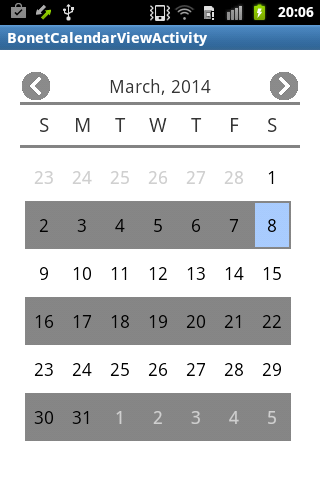 20:06
BonetCalendarViewActivity
March, 2014
S M T W T F S
23 24 25 26 27 28 1
2 3 4 5 6 7 8
9 10 11 12 13 14 15
16 17 18 19 20 21 22
23 24 25 26 27 28 29
30 31 1 2 3 4 5